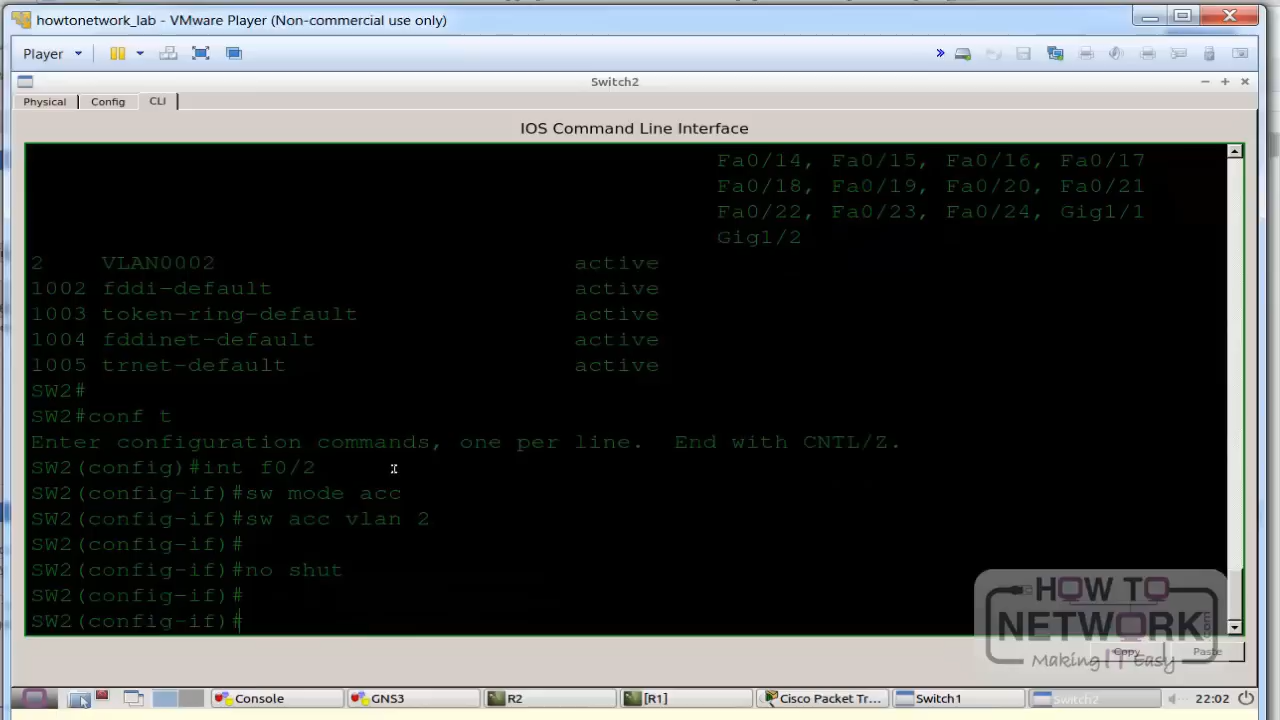 howtonetwork_lab - VMware Player (Non-commercial use only)
Player
Switch2
Physical
Config
CLI
IOS Command Line Interface
Fa0/14, Fa0/15, Fa0/16, Fa0/17
Fa0/18, Fa0/19, Fa0/20, Fa0/21
Fa0/22, Fa0/23, Fa0/24, Gig1/1
Gig1/2
2 VLAN0002 active
1002 fddi-default active
1003 token-ring-default active
1004 fddinet-default active
1005 trnet-default active
SW2#
SW2#conf t
Enter configuration commands, one per line. End with CNTL/Z.
SW2(config)#int f0/2
SW2(config-if)#sw mode acc
SW2(config-if)#sw acc vlan 2
SW2(config-if)#
SW2(config-if)#no shut
SW2(config-if)#
SW2(config-if)#
HOW TO
NETWORK.com
Making IT Easy
Copy
Paste
Console
GNS3
R2
[R1]
Cisco Packet Tr...
Switch1
Switch2
22:02